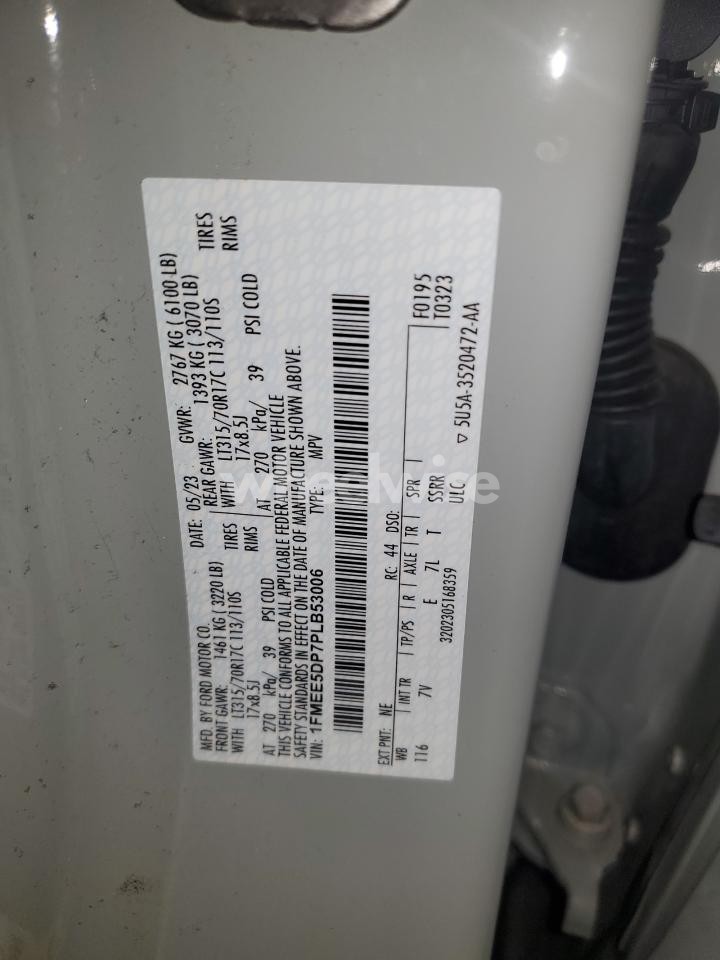 MFD. BY FORD MOTOR CO. DATE: 05/23 GVWR: 2767 KG ( 6100 LB)
FRONT GAWR: 1461 KG ( 3220 LB) REAR GAWR: 1393 KG ( 3070 LB)
WITH LT315/70R17C 113/110S TIRES WITH LT315/70R17C 113/110S TIRES
17x8.5J RIMS 17x8.5J RIMS
AT 270 kPa/ 39 PSI COLD AT 270 kPa/ 39 PSI COLD
THIS VEHICLE CONFORMS TO ALL APPLICABLE FEDERAL MOTOR VEHICLE
SAFETY STANDARDS IN EFFECT ON THE DATE OF MANUFACTURE SHOWN ABOVE.
VIN: 1FMEE5DP7PLB53006 TYPE: MPV
EXT PNT: NE RC: 44 DSO: F0195
WB INT TR TP/PS R AXLE TR SPR T0323
116 7V E 7L T SSRR
3202305168359 ULC ▽ 5U5A-3520472-AA